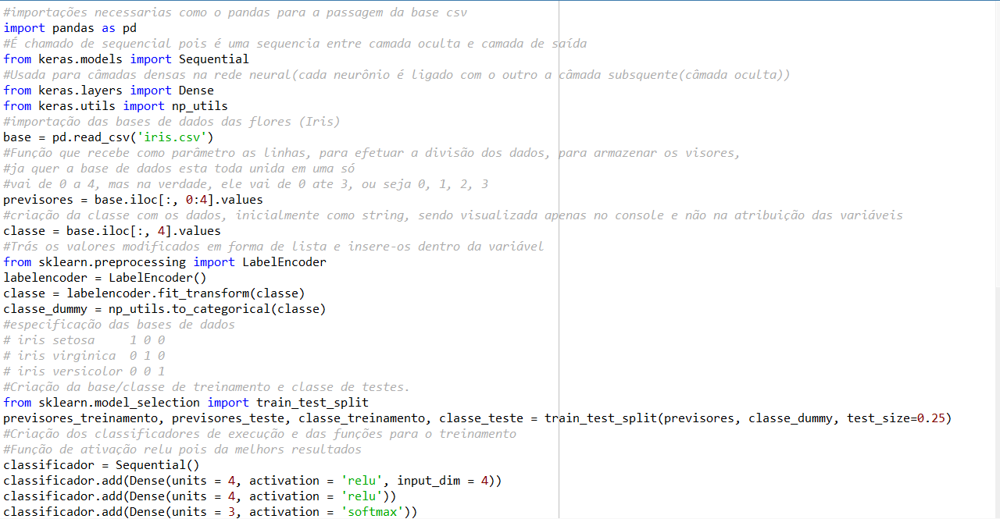 #importações necessarias como o pandas para a passagem da base csv
import pandas as pd
#É chamado de sequencial pois é uma sequencia entre camada oculta e camada de saída
from keras.models import Sequential
#Usada para câmadas densas na rede neural(cada neurônio é ligado com o outro a câmada subsquente(câmada oculta))
from keras.layers import Dense
from keras.utils import np_utils
#importação das bases de dados das flores (Iris)
base = pd.read_csv('iris.csv')
#Função que recebe como parâmetro as linhas, para efetuar a divisão dos dados, para armazenar os visores,
#ja quer a base de dados esta toda unida em uma só
#vai de 0 a 4, mas na verdade, ele vai de 0 ate 3, ou seja 0, 1, 2, 3
previsores = base.iloc[:, 0:4].values
#criação da classe com os dados, inicialmente como string, sendo visualizada apenas no console e não na atribuição das variáveis
classe = base.iloc[:, 4].values
#Trás os valores modificados em forma de lista e insere-os dentro da variável
from sklearn.preprocessing import LabelEncoder
labelencoder = LabelEncoder()
classe = labelencoder.fit_transform(classe)
classe_dummy = np_utils.to_categorical(classe)
#especificação das bases de dados
# iris setosa     1 0 0
# iris virginica  0 1 0
# iris versicolor 0 0 1
#Criação da base/classe de treinamento e classe de testes.
from sklearn.model_selection import train_test_split
previsores_treinamento, previsores_teste, classe_treinamento, classe_teste = train_test_split(previsores, classe_dummy, test_size=0.25)
#Criação dos classificadores de execução e das funções para o treinamento
#Função de ativação relu pois da melhors resultados
classificador = Sequential()
classificador.add(Dense(units = 4, activation = 'relu', input_dim = 4))
classificador.add(Dense(units = 4, activation = 'relu'))
classificador.add(Dense(units = 3, activation = 'softmax'))